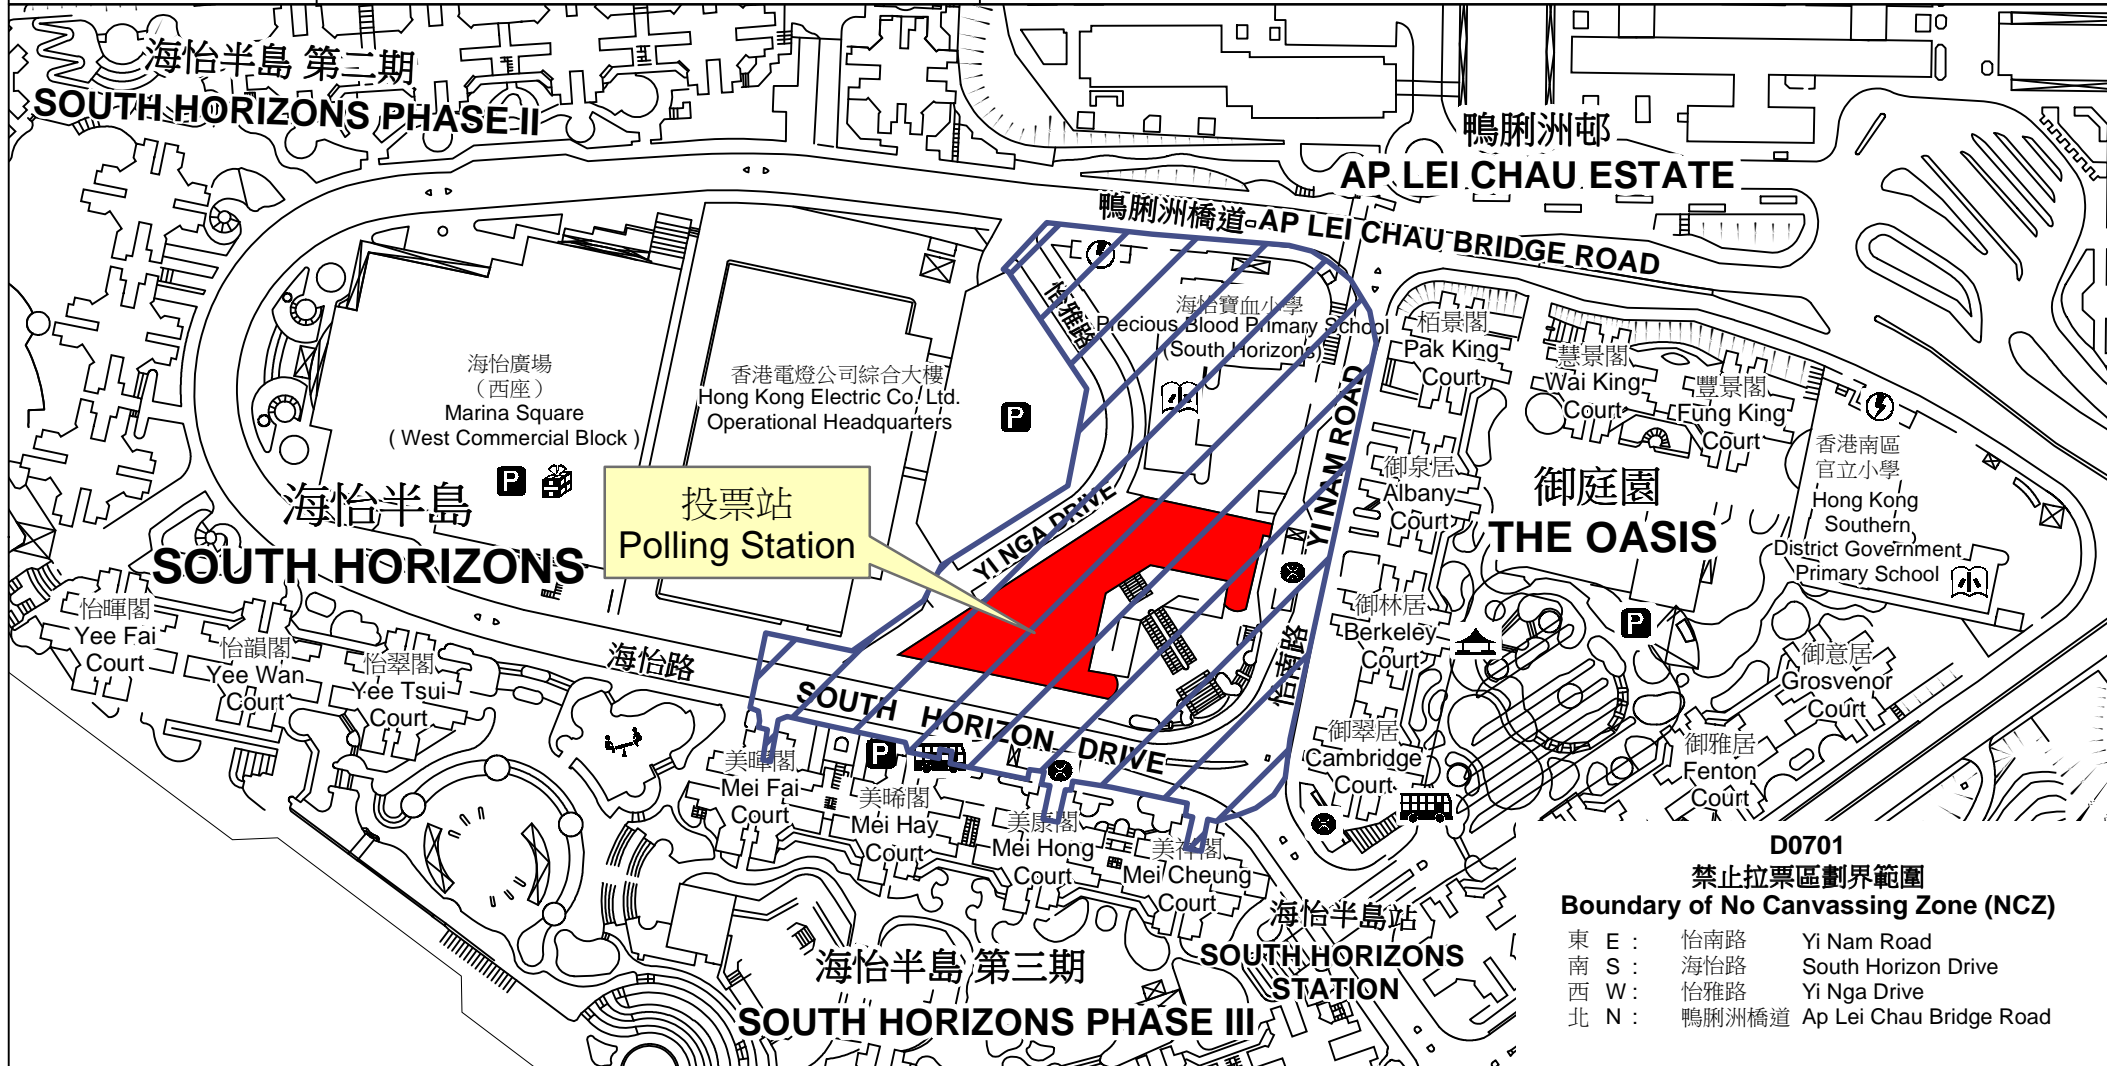 海怡半島 第二期
SOUTH HORIZONS PHASE II
鴨脷洲邨
AP LEI CHAU ESTATE
鴨脷洲橋道 AP LEI CHAU BRIDGE ROAD
怡雅路
海怡寶血小學
Precious Blood Primary School
(South Horizons)
栢景閣
Pak King
Court
慧景閣
Wai King
Court
豐景閣
Fung King
Court
海怡廣場
（西座）
Marina Square
( West Commercial Block )
香港電燈公司綜合大樓
Hong Kong Electric Co. Ltd.
Operational Headquarters
P
P
香港南區
官立小學
Hong Kong
Southern
District Government
Primary School
YI NAM ROAD
御泉居
Albany
Court
御庭園
THE OASIS
海怡半島
SOUTH HORIZONS
投票站
Polling Station
YI NGA DRIVE
怡暉閣
Yee Fai
Court
怡韻閣
Yee Wan
Court
怡翠閣
Yee Tsui
Court
海怡路
SOUTH HORIZON DRIVE
怡南路
御林居
Berkeley
Court
P
御意居
Grosvenor
Court
御翠居
Cambridge
Court
御雅居
Fenton
Court
美暉閣
Mei Fai
Court
P
美晞閣
Mei Hay
Court
美康閣
Mei Hong
Court
美祥閣
Mei Cheung
Court
海怡半島站
SOUTH HORIZONS
STATION
海怡半島 第三期
SOUTH HORIZONS PHASE III
D0701
禁止拉票區劃界範圍
Boundary of No Canvassing Zone (NCZ)
東 E : 怡南路 Yi Nam Road
南 S : 海怡路 South Horizon Drive
西 W : 怡雅路 Yi Nga Drive
北 N : 鴨脷洲橋道 Ap Lei Chau Bridge Road